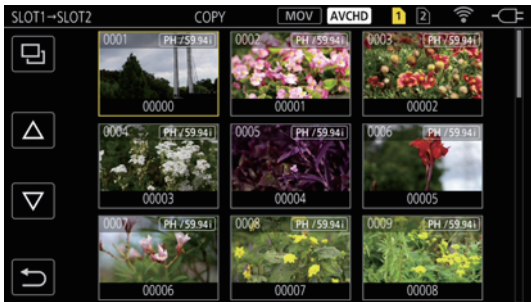 SLOT1→SLOT2 COPY MOV AVCHD 1 2
0001 PH /59.94i 0002 PH /59.94i 0003 PH /59.94i
00000 00001 00002
0004 PH /59.94i 0005 PH /59.94i 0006 PH /59.94i
00003 00004 00005
0007 PH /59.94i 0008 PH /59.94i 0009 PH /59.94i
00006 00007 00008